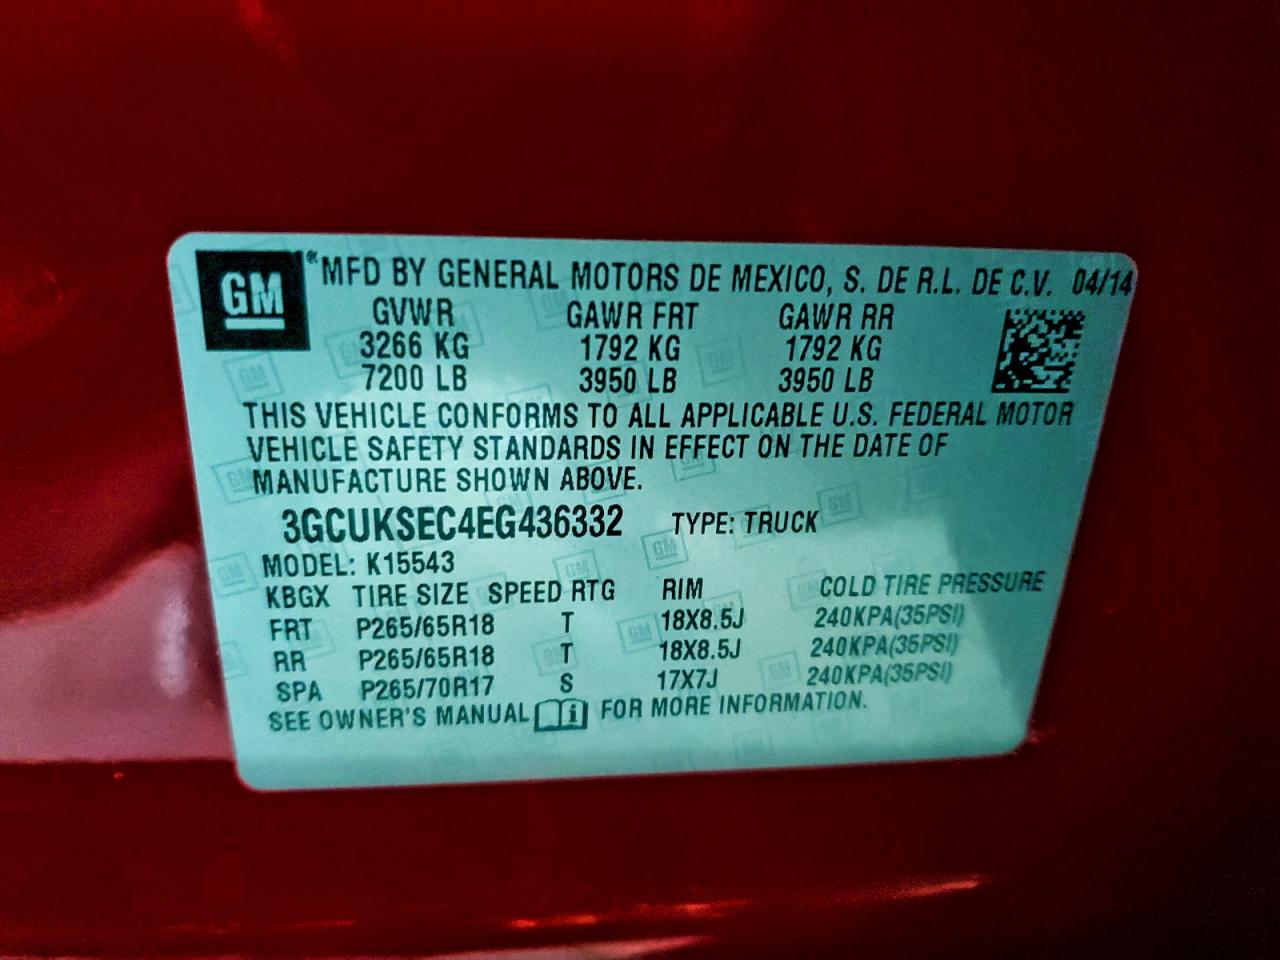 GM ® MFD BY GENERAL MOTORS DE MEXICO, S. DE R.L. DE C.V. 04/14
GVWR GAWR FRT GAWR RR
3266 KG 1792 KG 1792 KG
7200 LB 3950 LB 3950 LB
THIS VEHICLE CONFORMS TO ALL APPLICABLE U.S. FEDERAL MOTOR
VEHICLE SAFETY STANDARDS IN EFFECT ON THE DATE OF
MANUFACTURE SHOWN ABOVE.
3GCUKSEC4EG436332 TYPE: TRUCK
MODEL: K15543
KBGX TIRE SIZE SPEED RTG RIM COLD TIRE PRESSURE
FRT P265/65R18 T 18X8.5J 240KPA(35PSI)
RR P265/65R18 T 18X8.5J 240KPA(35PSI)
SPA P265/70R17 S 17X7J 240KPA(35PSI)
SEE OWNER'S MANUAL FOR MORE INFORMATION.